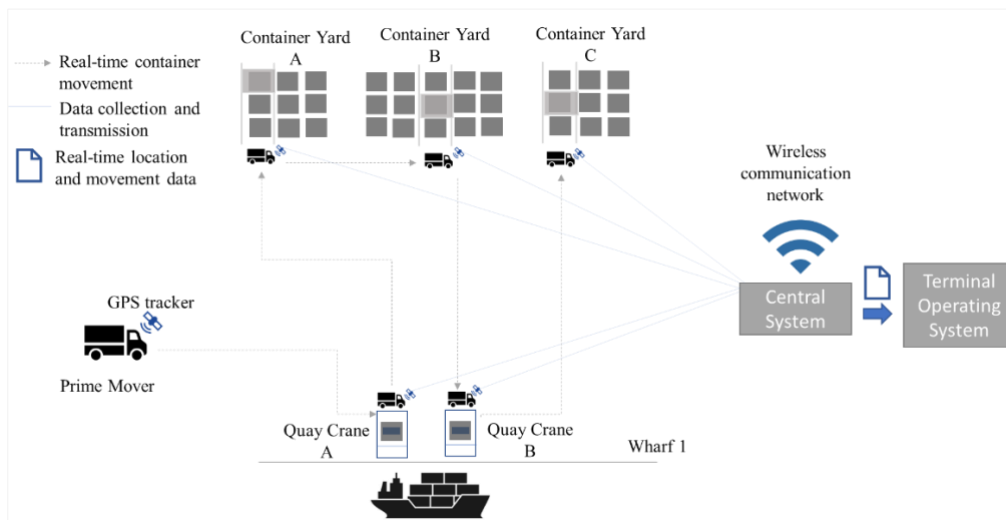 Real-time container
movement
Data collection and
transmission
Real-time location
and movement data
Container Yard
A
Container Yard
B
Container Yard
C
Wireless
communication
network
Central
System
Terminal
Operating
System
GPS tracker
Prime Mover
Quay Crane
A
Quay Crane
B
Wharf 1